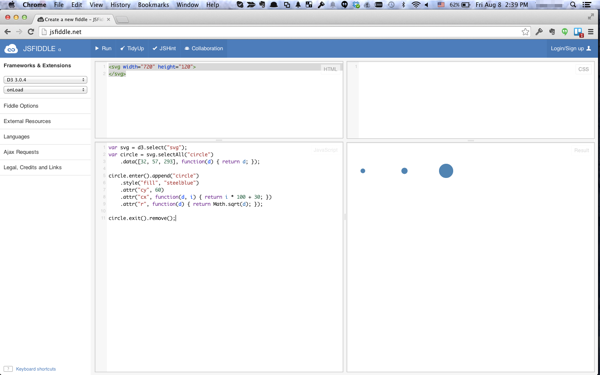 Chrome File Edit View History Bookmarks Window Help
62%
Fri Aug 8 2:39 PM
Create a new fiddle - JSFIDDLE
jsfiddle.net
JSFIDDLE α
Run TidyUp JSHint Collaboration
Login/Sign up
Frameworks & Extensions
D3 3.0.4
onLoad
Fiddle Options
External Resources
Languages
Ajax Requests
Legal, Credits and Links
Keyboard shortcuts
<svg width="720" height="120">
</svg>
HTML
CSS
var svg = d3.select("svg");
var circle = svg.selectAll("circle")
.data([32, 57, 293], function(d) { return d; });
circle.enter().append("circle")
.style("fill", "steelblue")
.attr("cy", 60)
.attr("cx", function(d, i) { return i * 100 + 30; })
.attr("r", function(d) { return Math.sqrt(d); });
circle.exit().remove();
JavaScript
Result